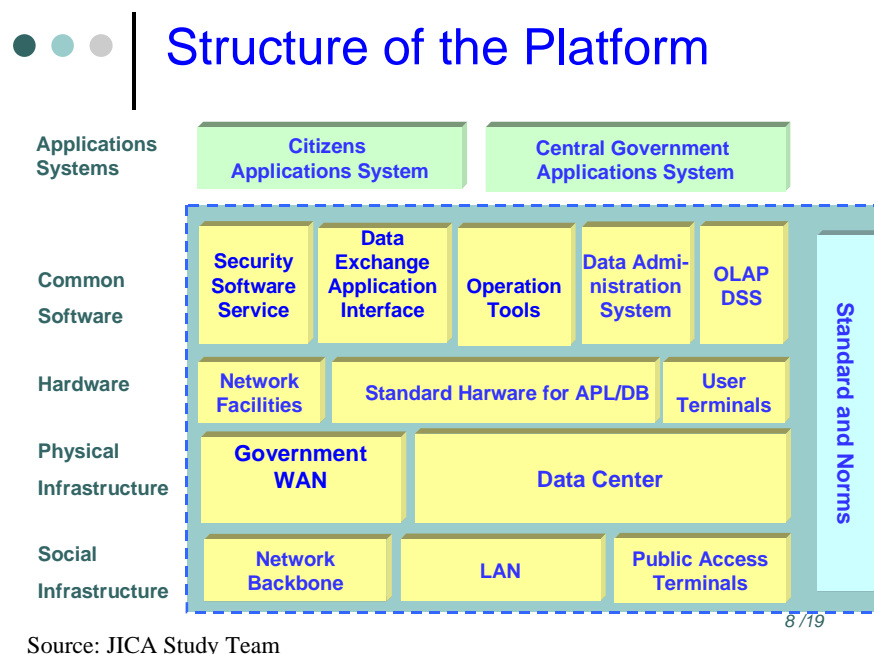 Structure of the Platform
Applications
Systems
Citizens
Applications System
Central Government
Applications System
Common
Software
Security
Software
Service
Data
Exchange
Application
Interface
Operation
Tools
Data Admi-
nistration
System
OLAP
DSS
Hardware
Network
Facilities
Standard Harware for APL/DB
User
Terminals
Physical
Infrastructure
Government
WAN
Data Center
Social
Infrastructure
Network
Backbone
LAN
Public Access
Terminals
Standard and Norms
8 /19
Source: JICA Study Team